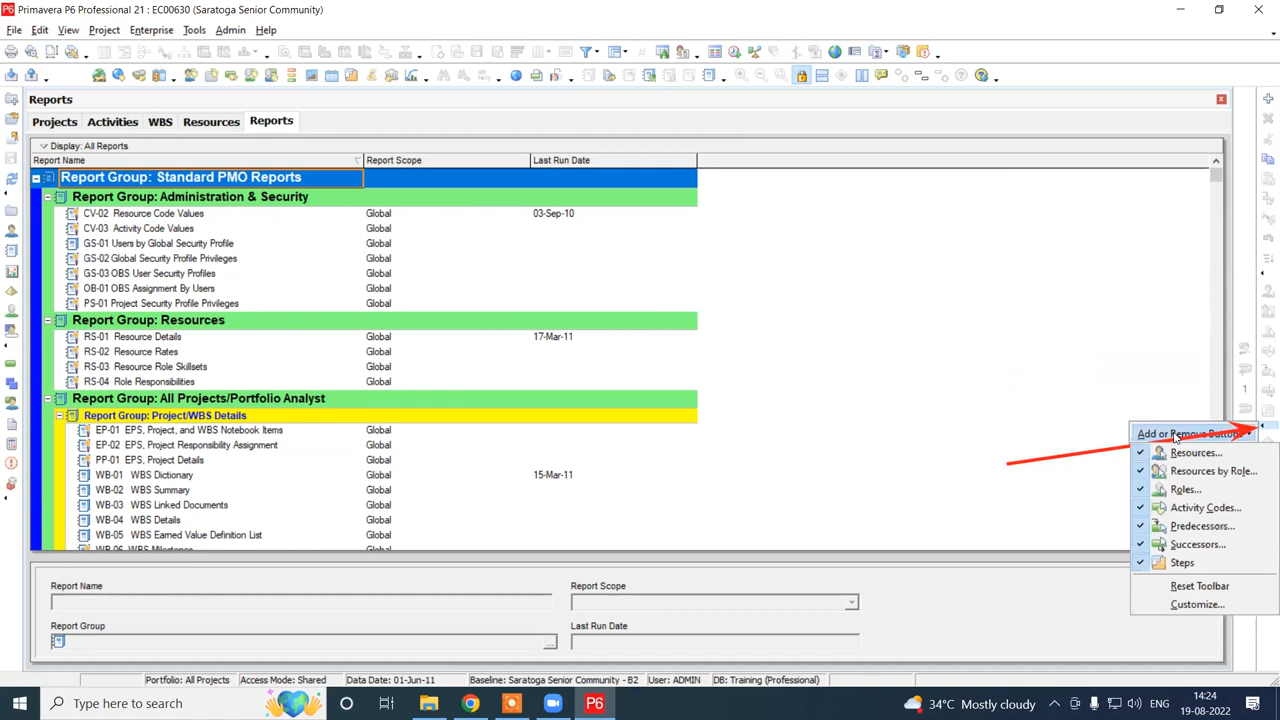 P6 Primavera P6 Professional 21 : EC00630 (Saratoga Senior Community)
File Edit View Project Enterprise Tools Admin Help
Reports
Projects Activities WBS Resources Reports
Display: All Reports
Report Name Report Scope Last Run Date
Report Group: Standard PMO Reports
Report Group: Administration & Security
CV-02 Resource Code Values Global 03-Sep-10
CV-03 Activity Code Values Global
GS-01 Users by Global Security Profile Global
GS-02 Global Security Profile Privileges Global
GS-03 OBS User Security Profiles Global
OB-01 OBS Assignment By Users Global
PS-01 Project Security Profile Privileges Global
Report Group: Resources
RS-01 Resource Details Global 17-Mar-11
RS-02 Resource Rates Global
RS-03 Resource Role Skillsets Global
RS-04 Role Responsibilities Global
Report Group: All Projects/Portfolio Analyst
Report Group: Project/WBS Details
EP-01 EPS, Project, and WBS Notebook Items Global
EP-02 EPS, Project Responsibility Assignment Global
PP-01 EPS, Project Details Global
WB-01 WBS Dictionary Global 15-Mar-11
WB-02 WBS Summary Global
WB-03 WBS Linked Documents Global
WB-04 WBS Details Global
WB-05 WBS Earned Value Definition List Global
WB-06 WBS Milestones Global
Add or Remove Buttons
Resources...
Resources by Role...
Roles...
Activity Codes...
Predecessors...
Successors...
Steps
Reset Toolbar
Customize...
Report Name Report Scope
Report Group Last Run Date
Portfolio: All Projects Access Mode: Shared Data Date: 01-Jun-11 Baseline: Saratoga Senior Community - B2 User: ADMIN DB: Training (Professional)
Type here to search P6 34°C Mostly cloudy ENG 14:24
19-08-2022